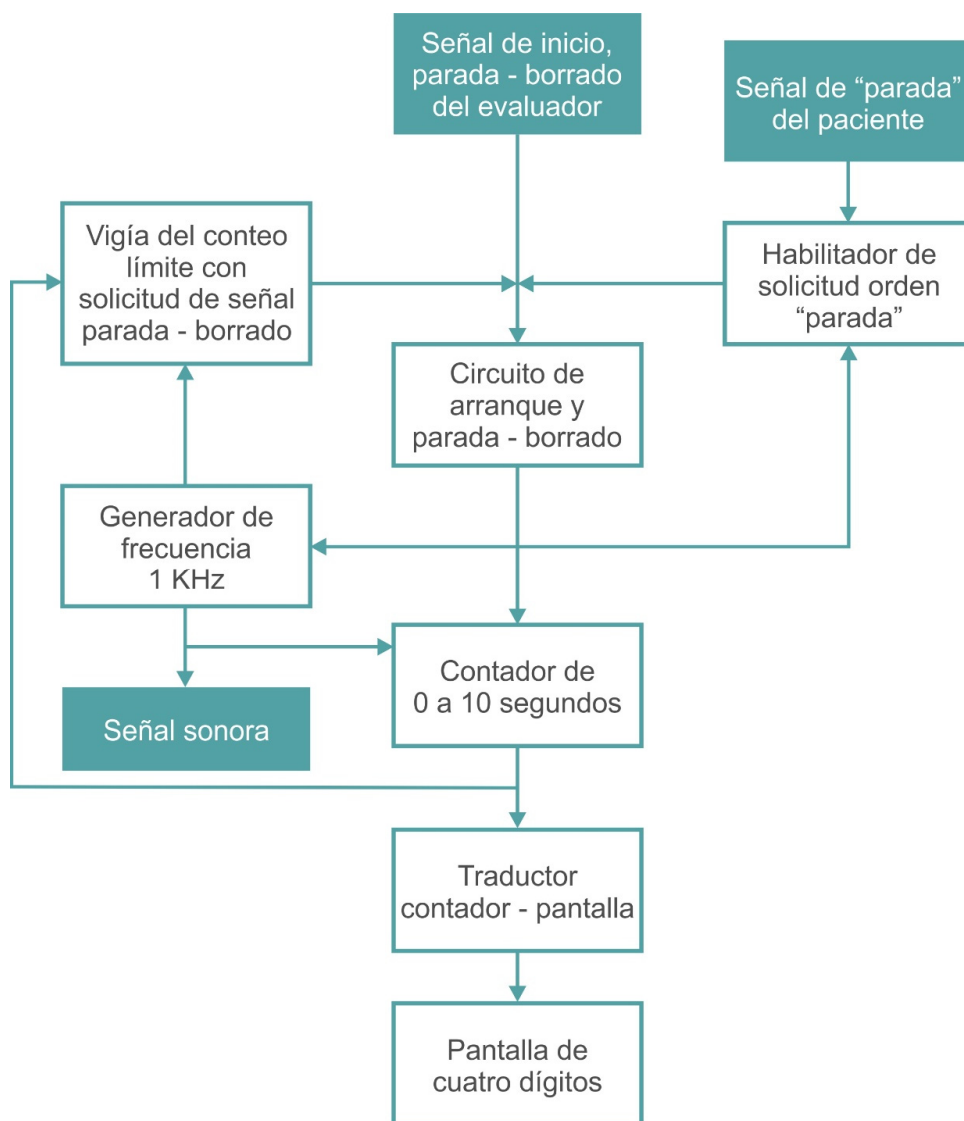 Señal de inicio,
parada - borrado
del evaluador
Señal de “parada”
del paciente
Vigía del conteo
límite con
solicitud de señal
parada - borrado
Habilitador de
solicitud orden
“parada”
Circuito de
arranque y
parada - borrado
Generador de
frecuencia
1 KHz
Contador de
0 a 10 segundos
Señal sonora
Traductor
contador - pantalla
Pantalla de
cuatro dígitos